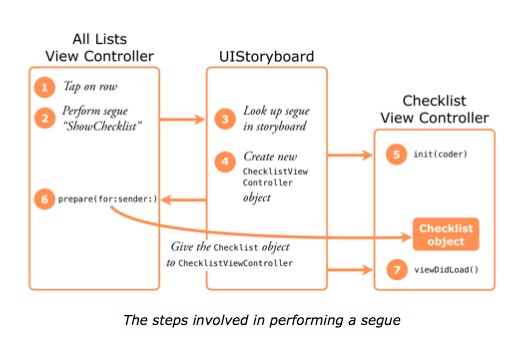 All Lists
View Controller
1 Tap on row
2 Perform segue
"ShowChecklist"
6 prepare(for:sender:)
UIStoryboard
3 Look up segue
in storyboard
4 Create new
ChecklistView
Controller
object
Give the Checklist object
to ChecklistViewController
Checklist
View Controller
5 init(coder)
Checklist
object
7 viewDidLoad()
The steps involved in performing a segue